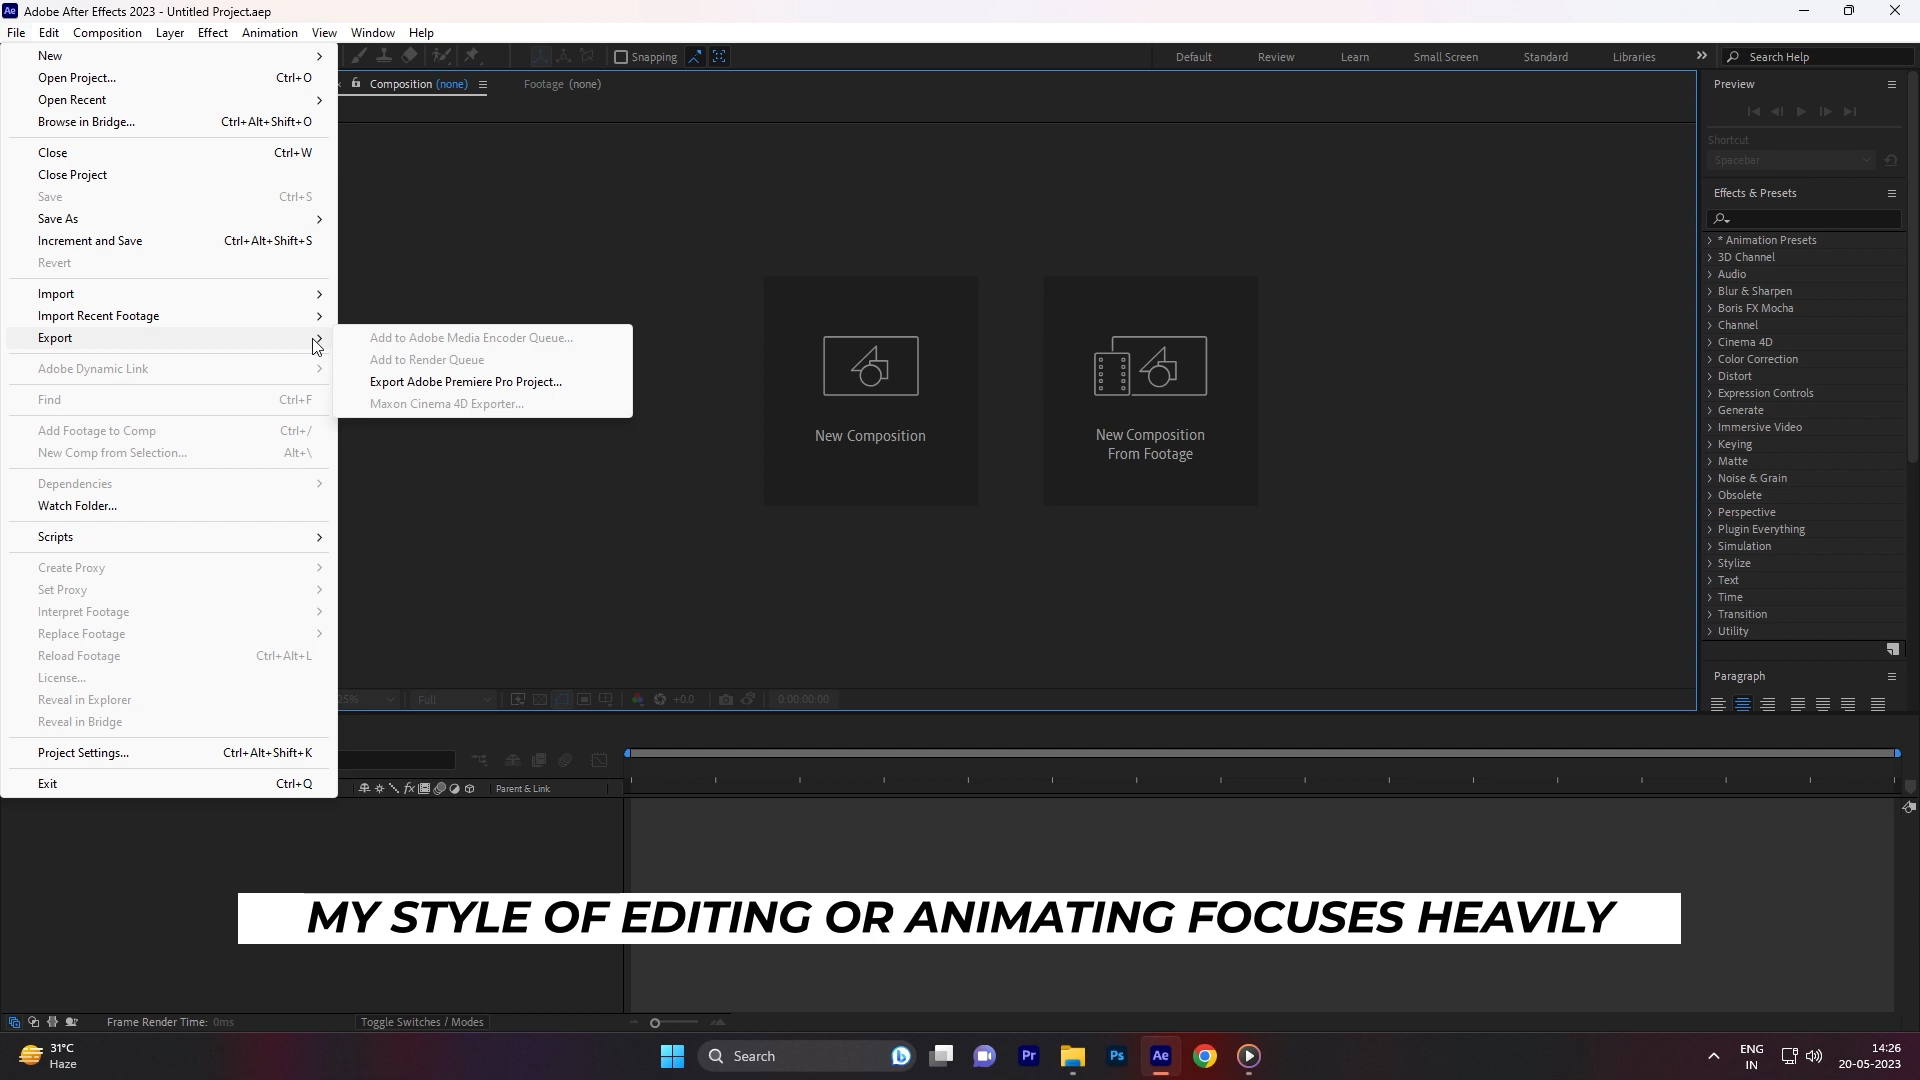 Ae Adobe After Effects 2023 - Untitled Project.aep
File Edit Composition Layer Effect Animation View Window Help
Snapping Default Review Learn Small Screen Standard Libraries Search Help
New
Open Project... Ctrl+O
Open Recent
Browse in Bridge... Ctrl+Alt+Shift+O
Close Ctrl+W
Close Project
Save Ctrl+S
Save As
Increment and Save Ctrl+Alt+Shift+S
Revert
Import
Import Recent Footage
Export
Adobe Dynamic Link
Find Ctrl+F
Add Footage to Comp Ctrl+/
New Comp from Selection... Alt+\
Dependencies
Watch Folder...
Scripts
Create Proxy
Set Proxy
Interpret Footage
Replace Footage
Reload Footage Ctrl+Alt+L
License...
Reveal in Explorer
Reveal in Bridge
Project Settings... Ctrl+Alt+Shift+K
Exit Ctrl+Q
Add to Adobe Media Encoder Queue...
Add to Render Queue
Export Adobe Premiere Pro Project...
Maxon Cinema 4D Exporter...
Composition (none) Footage (none)
New Composition
New Composition
From Footage
Full +0.0 0:00:00:00
Preview
Shortcut
Spacebar
Effects & Presets
* Animation Presets
3D Channel
Audio
Blur & Sharpen
Boris FX Mocha
Channel
Cinema 4D
Color Correction
Distort
Expression Controls
Generate
Immersive Video
Keying
Matte
Noise & Grain
Obsolete
Perspective
Plugin Everything
Simulation
Stylize
Text
Time
Transition
Utility
Paragraph
fx Parent & Link
MY STYLE OF EDITING OR ANIMATING FOCUSES HEAVILY
Frame Render Time: 0ms Toggle Switches / Modes
31°C
Haze
Search
Pr Ps Ae
ENG
IN
14:26
20-05-2023